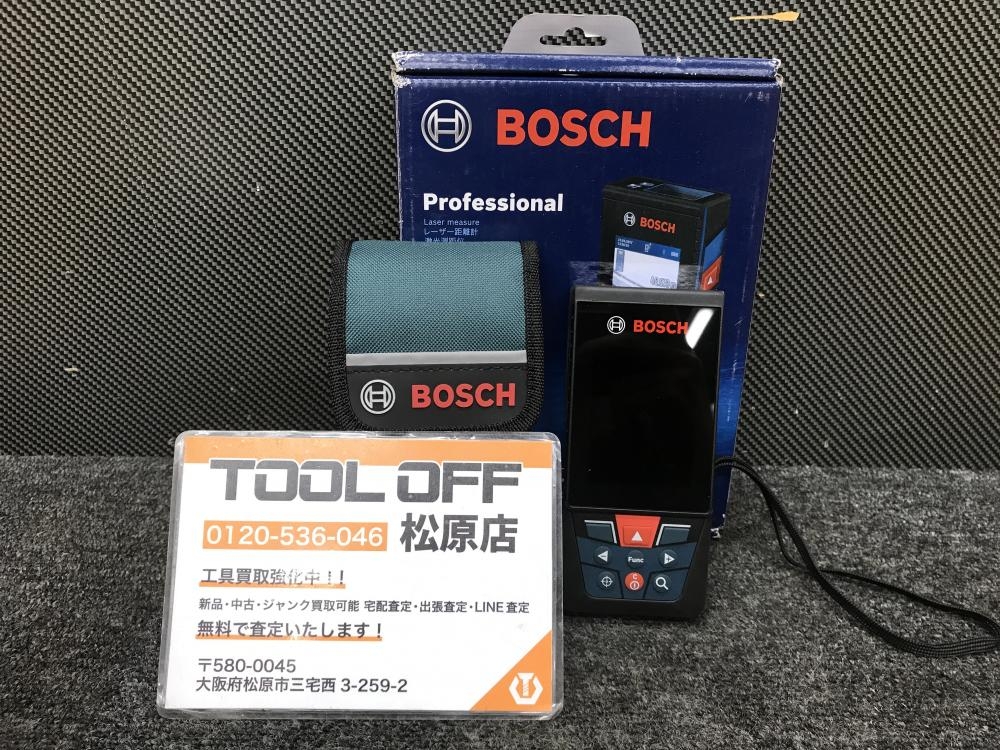 BOSCH
Professional
Laser measure
レーザー距離計
BOSCH
BOSCH
BOSCH
Func
TOOL OFF
0120-536-046 松原店
工具買取強化中!!
新品・中古・ジャンク買取可能 宅配査定・出張査定・LINE査定
無料で査定いたします!
〒580-0045
大阪府松原市三宅西 3-259-2